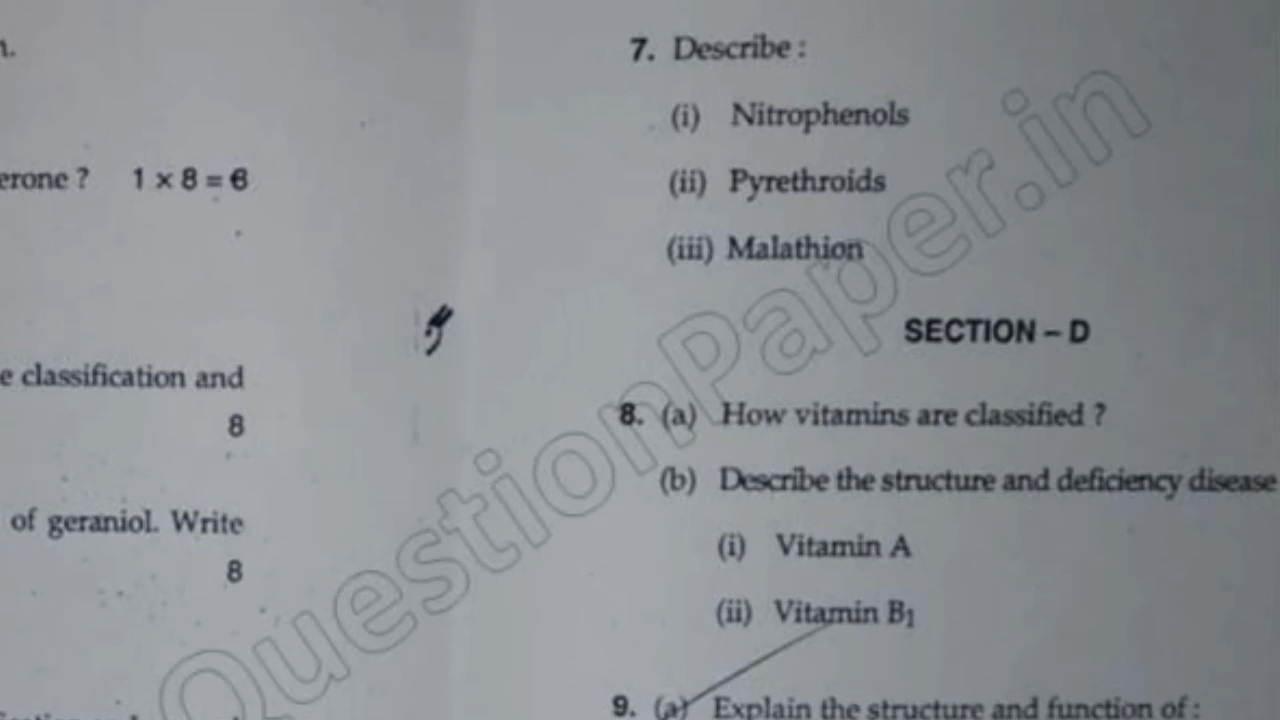 n.
erone ? 1 × 8 = 8
e classification and
8
of geraniol. Write
8
7. Describe :
(i) Nitrophenols
(ii) Pyrethroids
(iii) Malathion
SECTION – D
8. (a) How vitamins are classified ?
(b) Describe the structure and deficiency disease
(i) Vitamin A
(ii) Vitamin B1
9. (a) Explain the structure and function of :
QuestionPaper.in